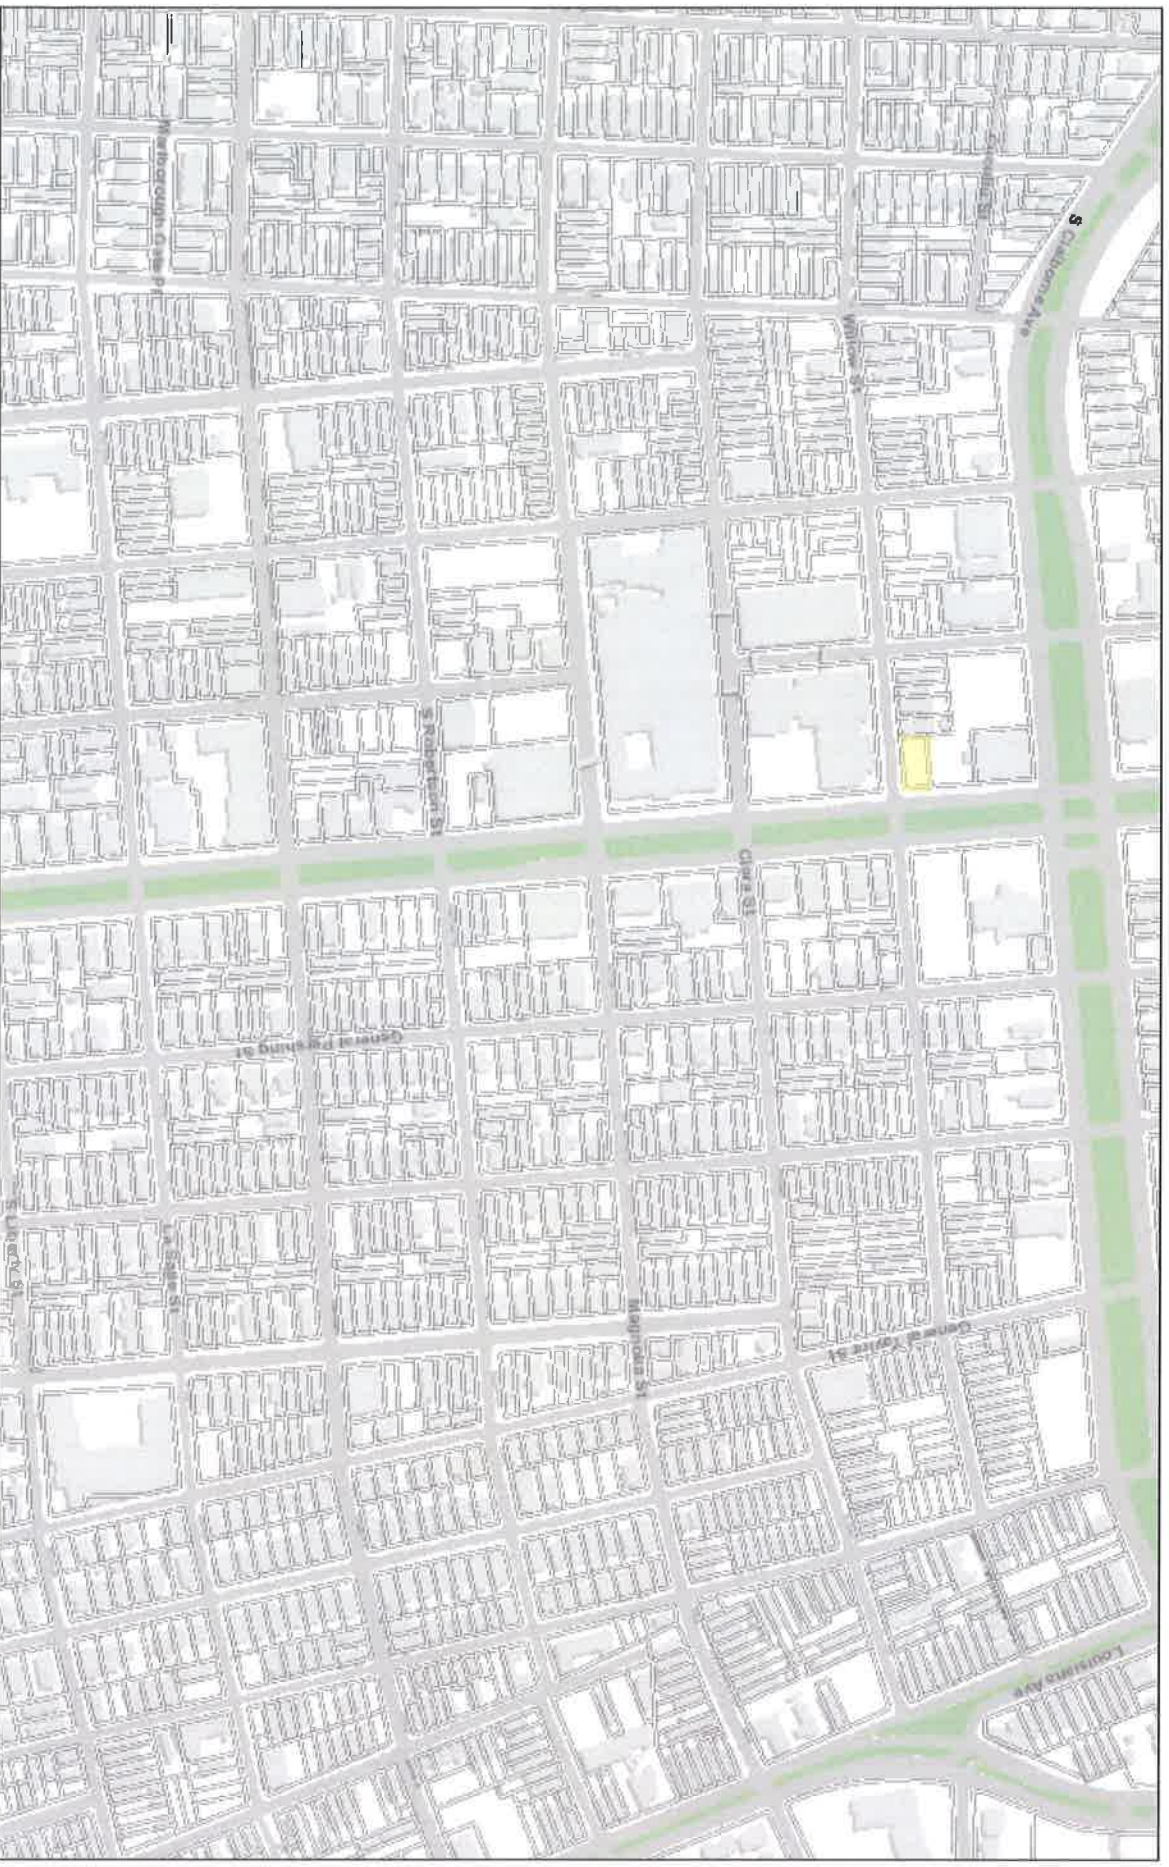 Marlborough Gate Pl
S Claiborne Ave
Willow St
S Robertson St
Clara St
General Pershing St
S Liberty St
La Salle St
Magnolia St
General Taylor St
Louisiana Ave